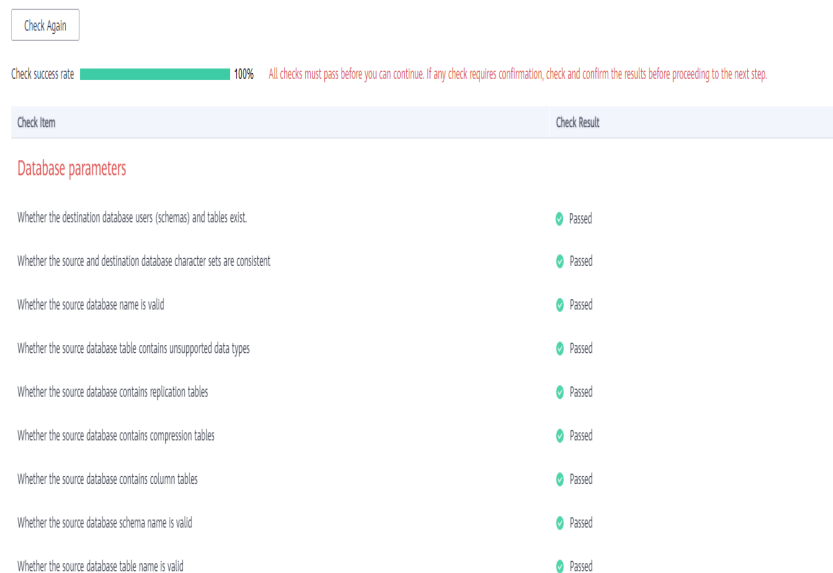 Check Again
Check success rate 100% All checks must pass before you can continue. If any check requires confirmation, check and confirm the results before proceeding to the next step.
Check Item Check Result
Database parameters
Whether the destination database users (schemas) and tables exist. Passed
Whether the source and destination database character sets are consistent Passed
Whether the source database name is valid Passed
Whether the source database table contains unsupported data types Passed
Whether the source database contains replication tables Passed
Whether the source database contains compression tables Passed
Whether the source database contains column tables Passed
Whether the source database schema name is valid Passed
Whether the source database table name is valid Passed